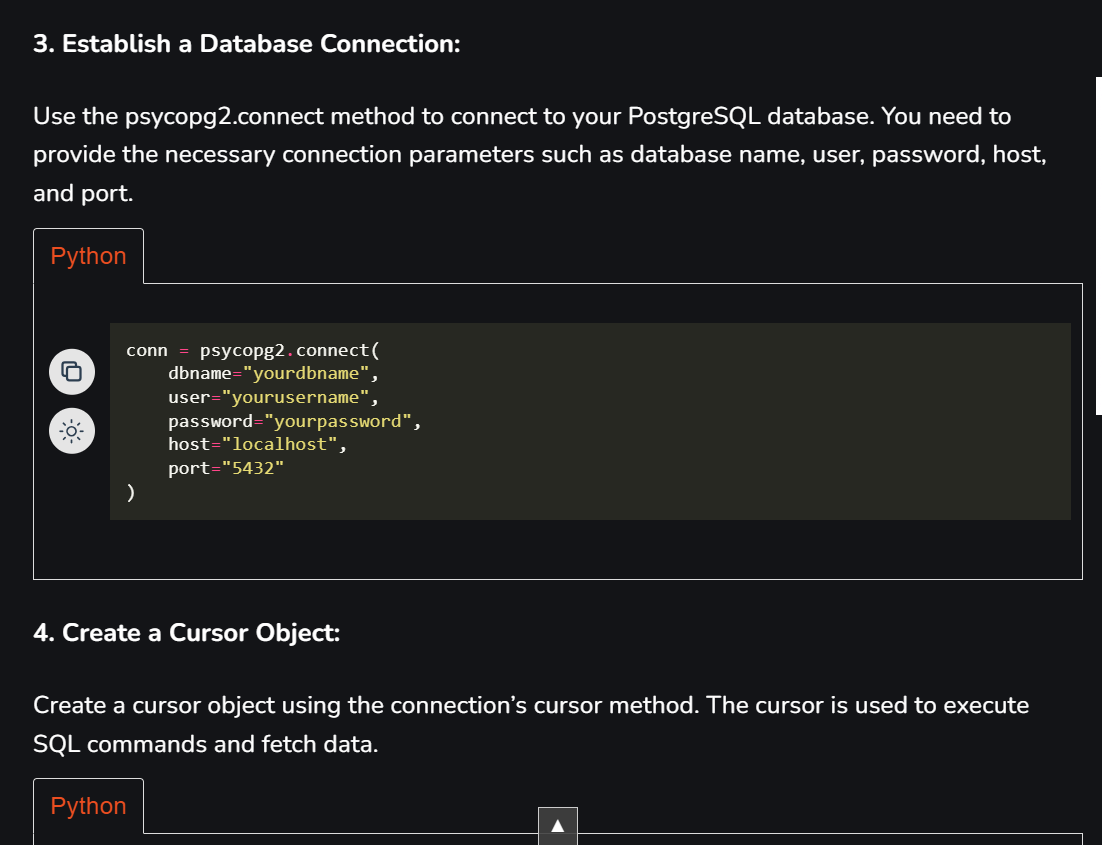 3. Establish a Database Connection:
Use the psycopg2.connect method to connect to your PostgreSQL database. You need to
provide the necessary connection parameters such as database name, user, password, host,
and port.
Python
conn = psycopg2.connect(
    dbname="yourdbname",
    user="yourusername",
    password="yourpassword",
    host="localhost",
    port="5432"
)
4. Create a Cursor Object:
Create a cursor object using the connection’s cursor method. The cursor is used to execute
SQL commands and fetch data.
Python